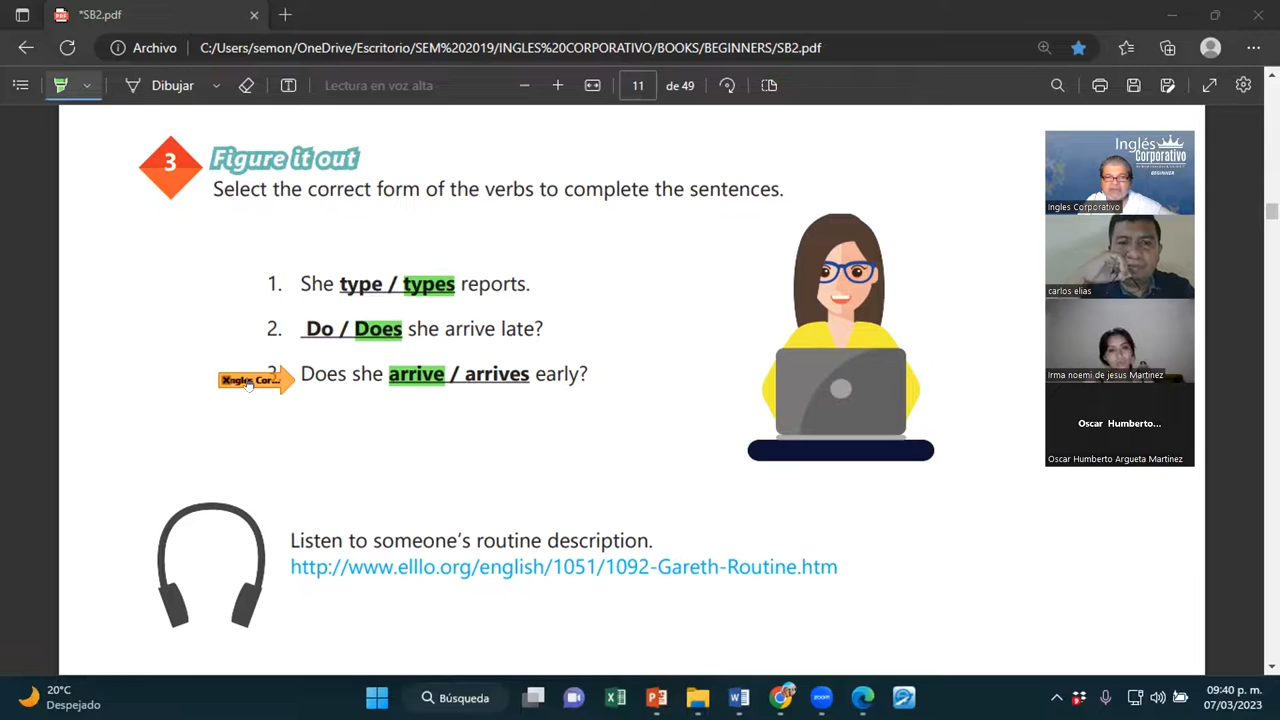 *SB2.pdf
Archivo
C:/Users/semon/OneDrive/Escritorio/SEM%202019/INGLES%20CORPORATIVO/BOOKS/BEGINNERS/SB2.pdf
Dibujar
Lectura en voz alta
11
de 49
3
Figure it out
Select the correct form of the verbs to complete the sentences.
1. She type / types reports.
2. Do / Does she arrive late?
3. Does she arrive / arrives early?
Listen to someone's routine description.
http://www.elllo.org/english/1051/1092-Gareth-Routine.htm
Inglés
Corporativo
BEGINNER
Ingles Corporativo
carlos elias
Irma noemi de jesus Martinez
Oscar Humberto...
Oscar Humberto Argueta Martinez
20°C
Despejado
Búsqueda
09:40 p. m.
07/03/2023